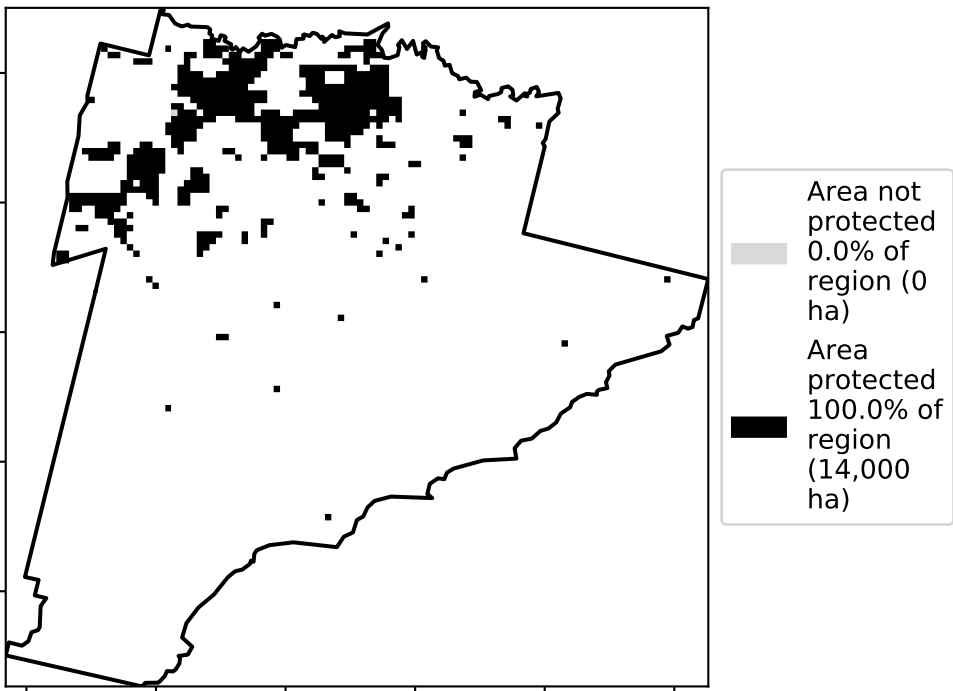 Area not
protected
0.0% of
region (0
ha)
Area
protected
100.0% of
region
(14,000
ha)